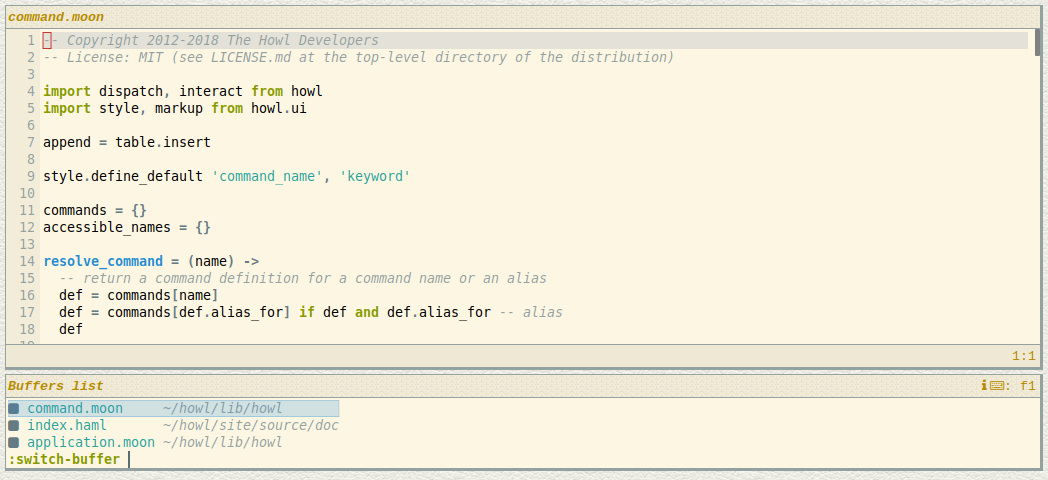 command.moon
1 -- Copyright 2012-2018 The Howl Developers
2 -- License: MIT (see LICENSE.md at the top-level directory of the distribution)
3
4 import dispatch, interact from howl
5 import style, markup from howl.ui
6
7 append = table.insert
8
9 style.define_default 'command_name', 'keyword'
10
11 commands = {}
12 accessible_names = {}
13
14 resolve_command = (name) ->
15   -- return a command definition for a command name or an alias
16   def = commands[name]
17   def = commands[def.alias_for] if def and def.alias_for -- alias
18   def
1:1
Buffers list : f1
command.moon ~/howl/lib/howl
index.haml ~/howl/site/source/doc
application.moon ~/howl/lib/howl
:switch-buffer